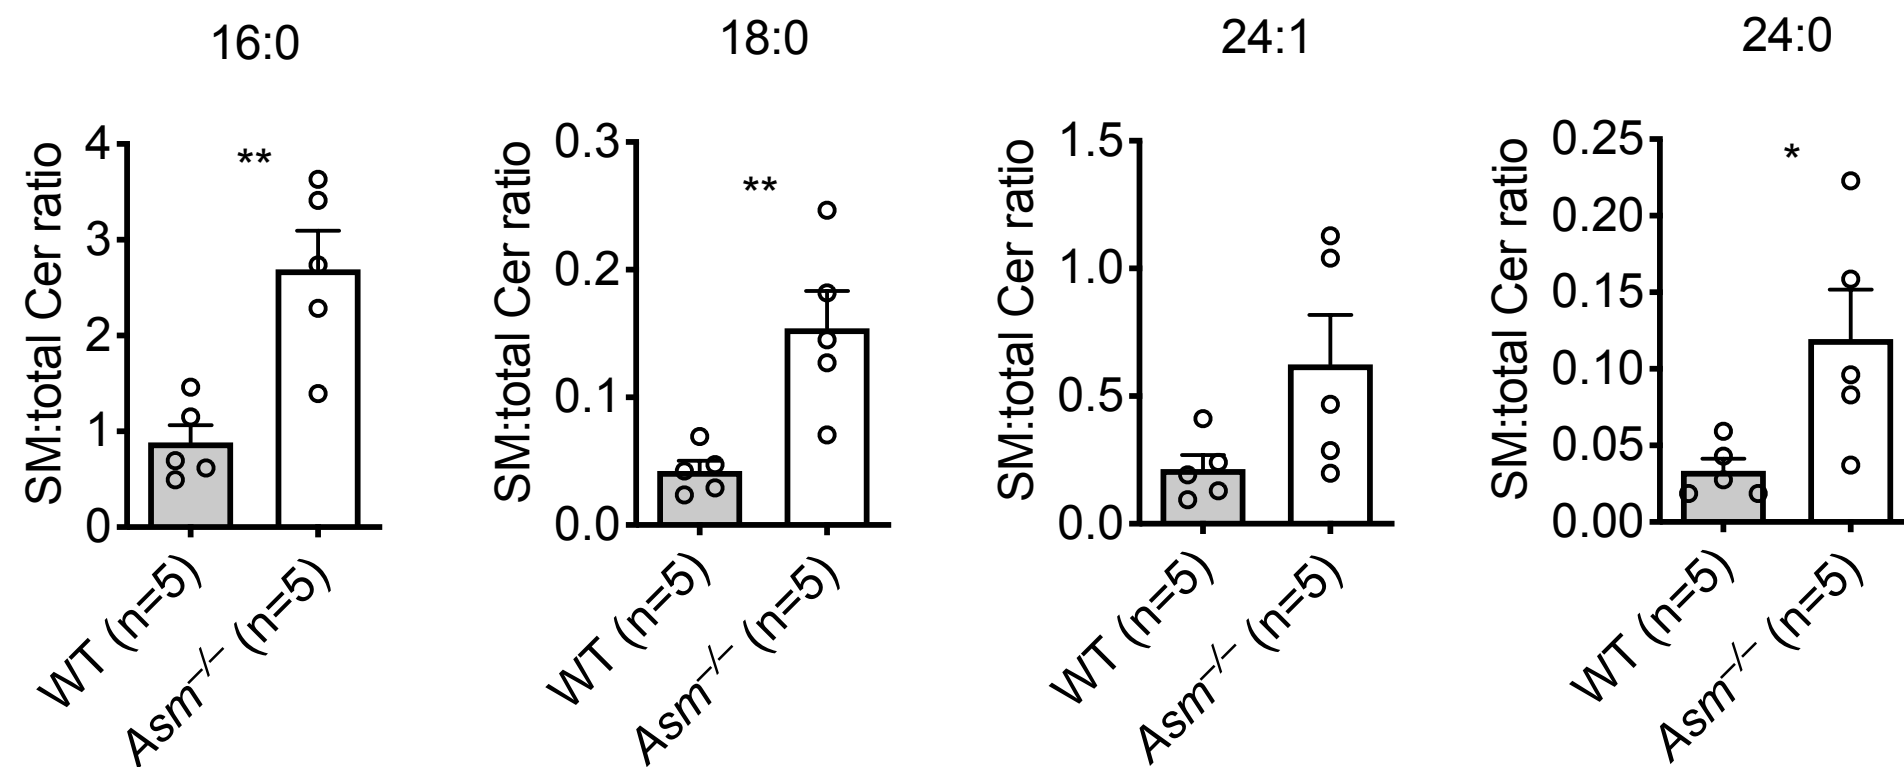 16:0
SM:total Cer ratio
4
3
2
1
0
**
WT (n=5)
Asm⁻/⁻ (n=5)
18:0
SM:total Cer ratio
0.3
0.2
0.1
0.0
**
WT (n=5)
Asm⁻/⁻ (n=5)
24:1
SM:total Cer ratio
1.5
1.0
0.5
0.0
WT (n=5)
Asm⁻/⁻ (n=5)
24:0
SM:total Cer ratio
0.25
0.20
0.15
0.10
0.05
0.00
*
WT (n=5)
Asm⁻/⁻ (n=5)